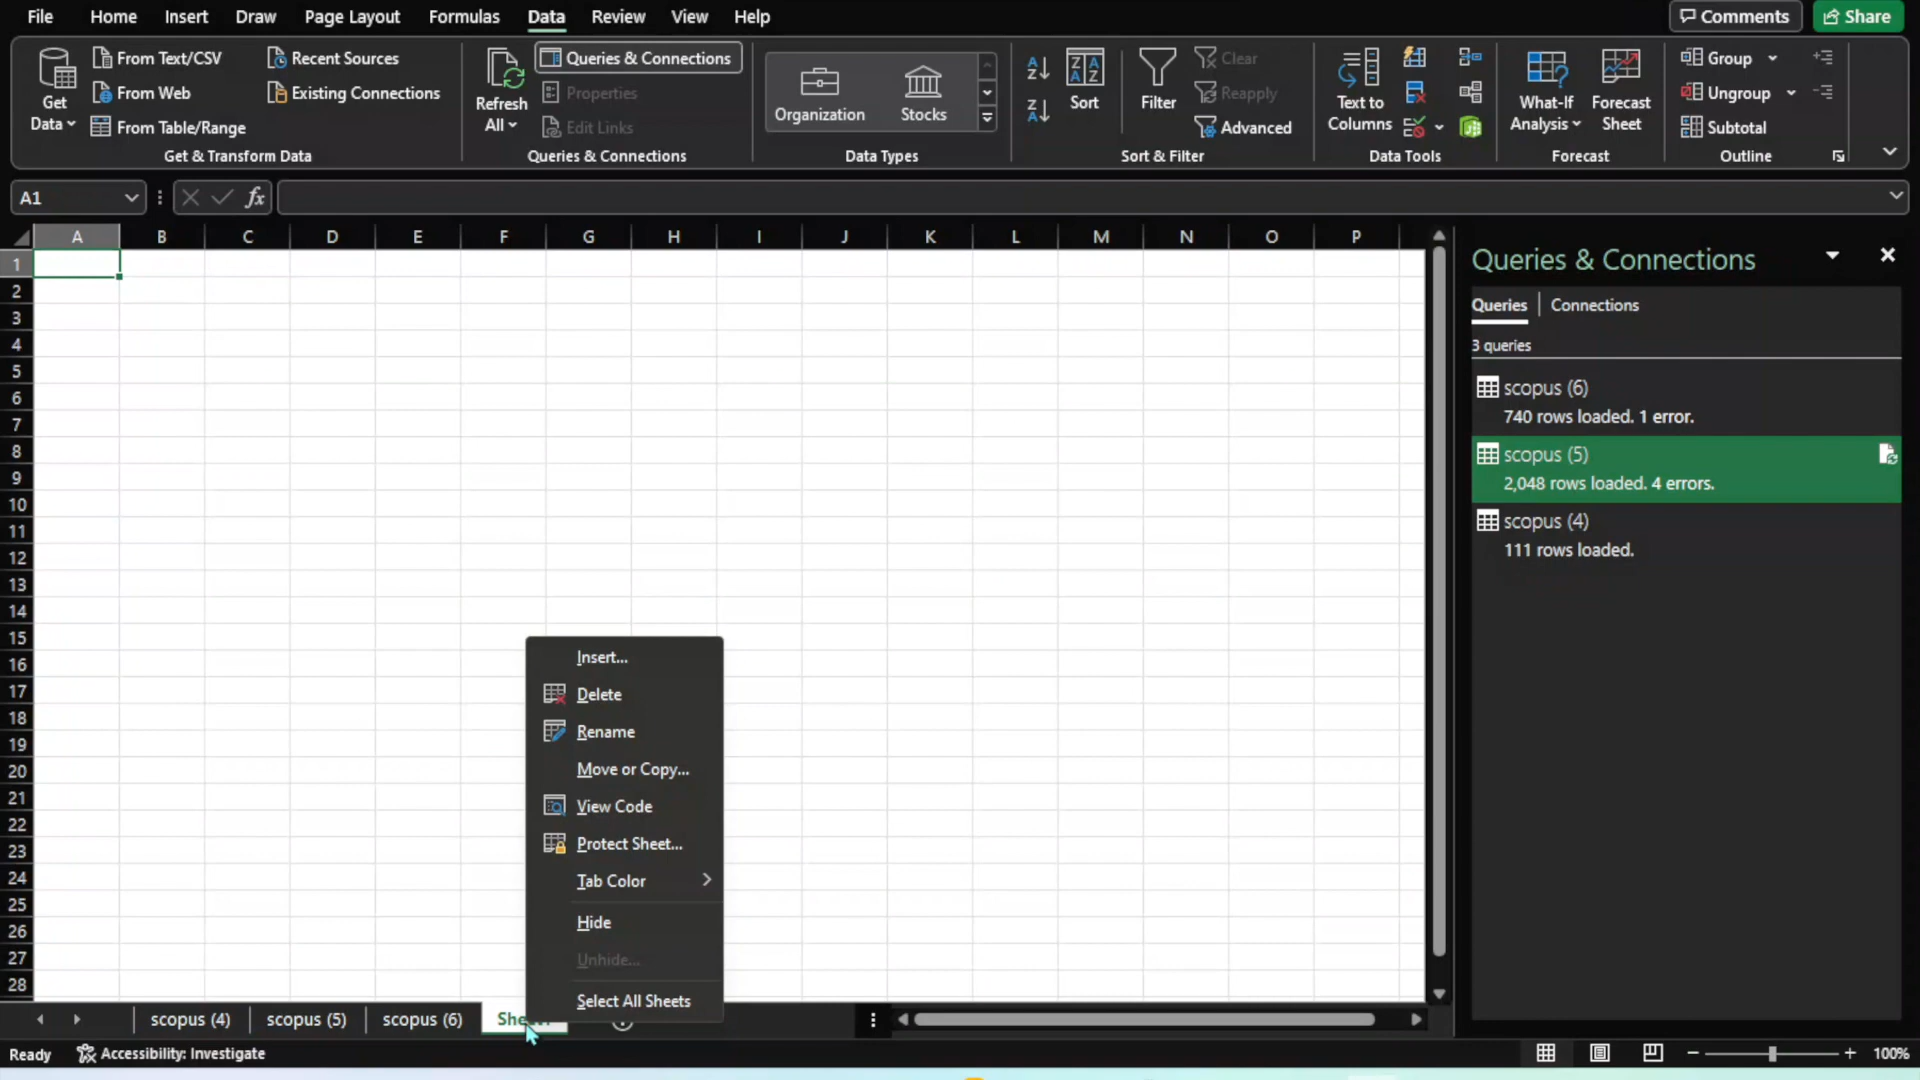 File Home Insert Draw Page Layout Formulas Data Review View Help Comments Share
Get Data
From Text/CSV
From Web
From Table/Range
Recent Sources
Existing Connections
Get & Transform Data
Refresh All
Queries & Connections
Properties
Edit Links
Queries & Connections
Organization
Stocks
Data Types
Sort
Filter
Clear
Reapply
Advanced
Sort & Filter
Text to Columns
Data Tools
What-If Analysis
Forecast Sheet
Forecast
Group
Ungroup
Subtotal
Outline
A1
fx
A B C D E F G H I J K L M N O P
1
2
3
4
5
6
7
8
9
10
11
12
13
14
15
16
17
18
19
20
21
22
23
24
25
26
27
28
Insert...
Delete
Rename
Move or Copy...
View Code
Protect Sheet...
Tab Color
Hide
Unhide...
Select All Sheets
Queries & Connections
Queries | Connections
3 queries
scopus (6)
740 rows loaded. 1 error.
scopus (5)
2,048 rows loaded. 4 errors.
scopus (4)
111 rows loaded.
scopus (4) scopus (5) scopus (6)
Ready Accessibility: Investigate 100%